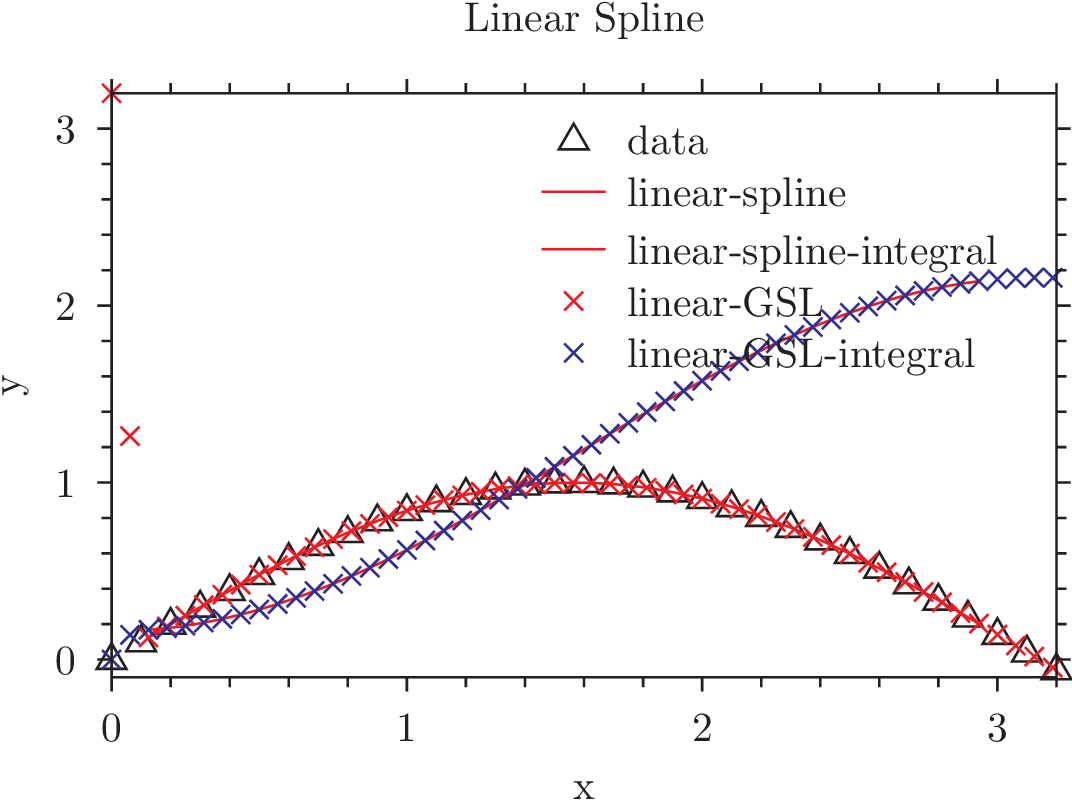 Linear Spline
3
data
linear-spline
linear-spline-integral
2
linear-GSL
linear-GSL-integral
y
1
0
0 1 2 3
x